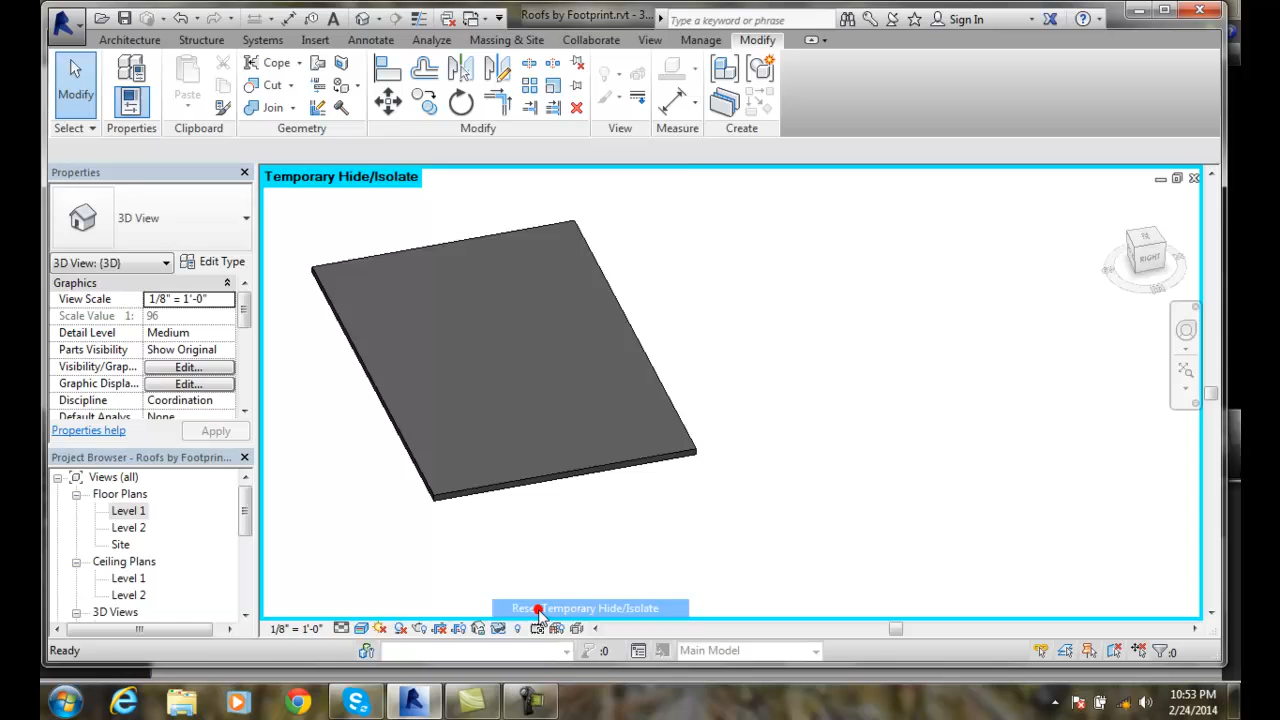 Roofs by Footprint.rvt - 3...
Type a keyword or phrase
Sign In
Architecture Structure Systems Insert Annotate Analyze Massing & Site Collaborate View Manage Modify
Modify
Paste
Cope
Cut
Join
Select Properties Clipboard Geometry Modify View Measure Create
Properties
3D View
3D View: {3D} Edit Type
Graphics
View Scale 1/8" = 1'-0"
Scale Value 1: 96
Detail Level Medium
Parts Visibility Show Original
Visibility/Grap... Edit...
Graphic Displa... Edit...
Discipline Coordination
Default Analys... None
Properties help Apply
Project Browser - Roofs by Footprin...
Views (all)
Floor Plans
Level 1
Level 2
Site
Ceiling Plans
Level 1
Level 2
3D Views
Temporary Hide/Isolate
RIGHT
Reset Temporary Hide/Isolate
1/8" = 1'-0"
Ready
:0
Main Model
:0
10:53 PM
2/24/2014